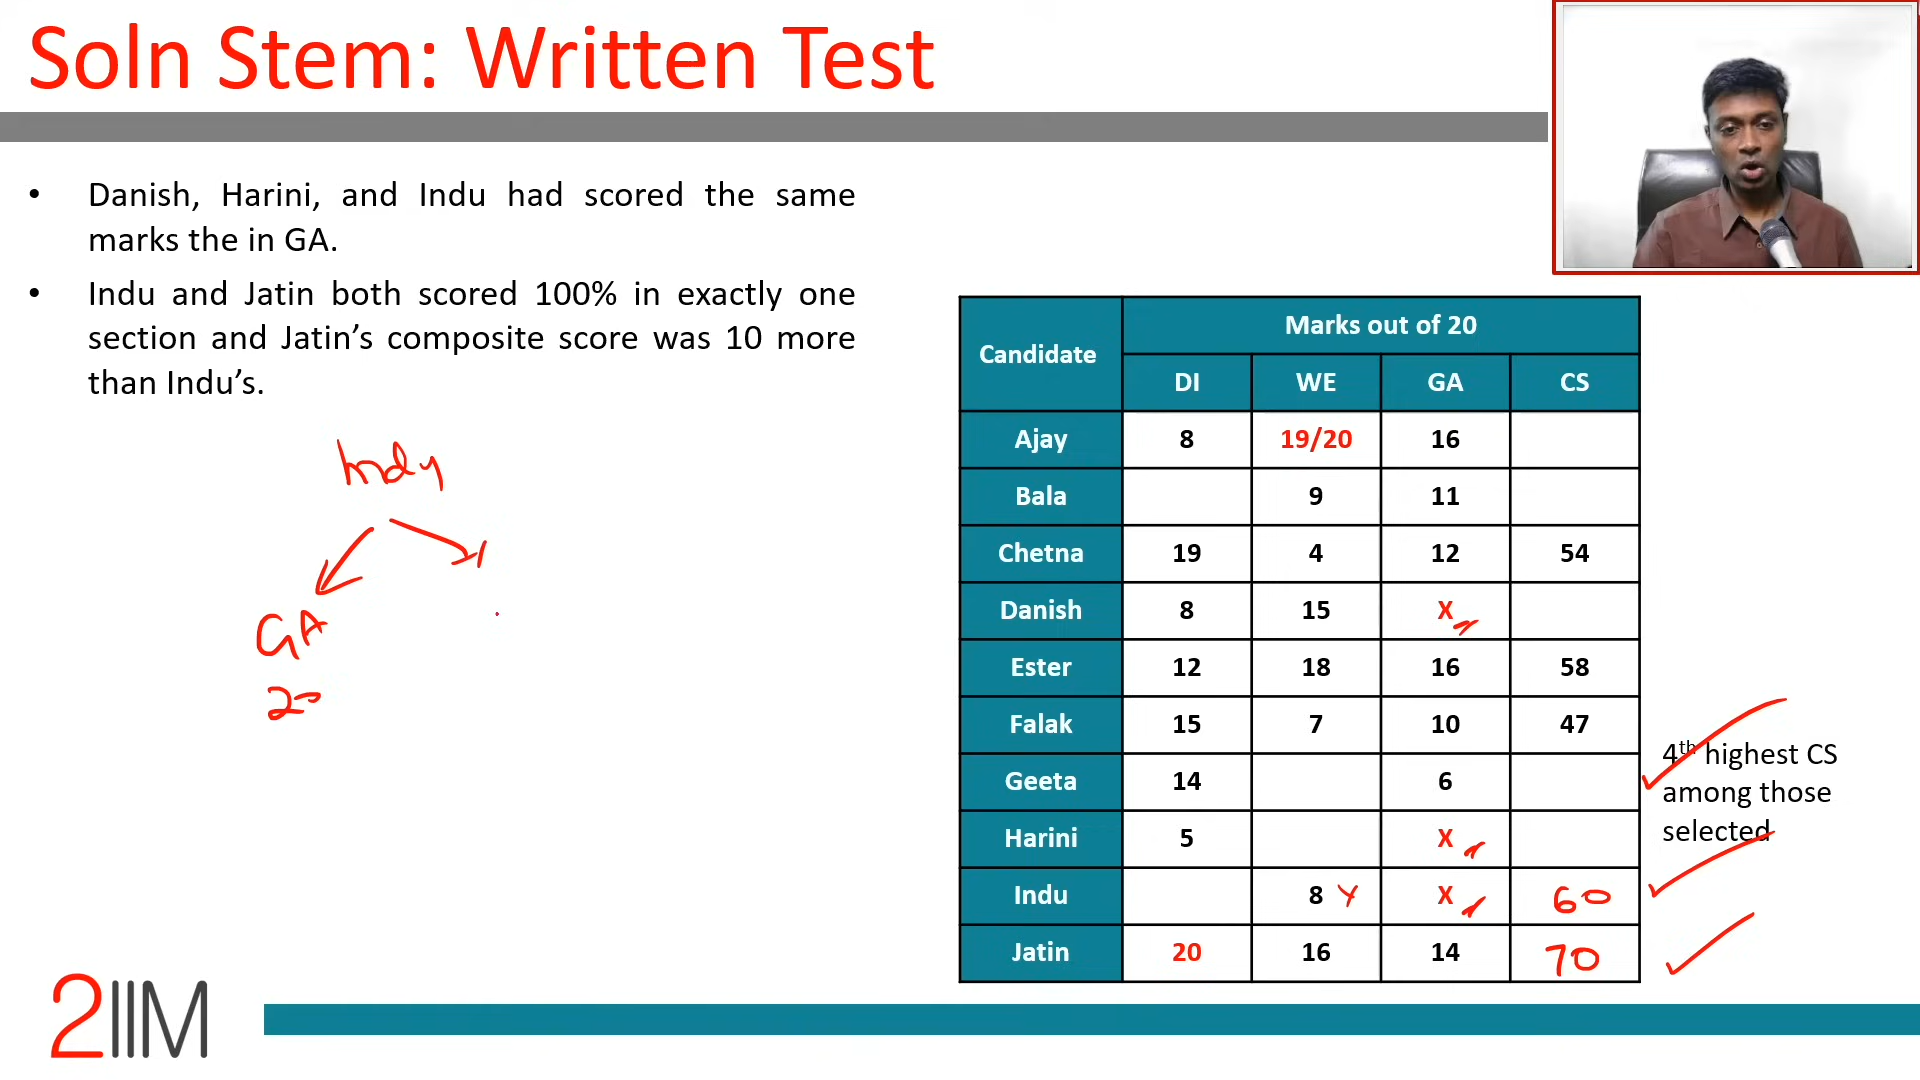 Soln Stem: Written Test
• Danish, Harini, and Indu had scored the same
marks the in GA.
• Indu and Jatin both scored 100% in exactly one
section and Jatin’s composite score was 10 more
than Indu’s.
Indu
GA
20
Candidate Marks out of 20
DI WE GA CS
Ajay 8 19/20 16
Bala 9 11
Chetna 19 4 12 54
Danish 8 15 X
Ester 12 18 16 58
Falak 15 7 10 47
Geeta 14 6
Harini 5 X
Indu 8 X 60
Jatin 20 16 14 70
4th highest CS
among those
selected
2IIM